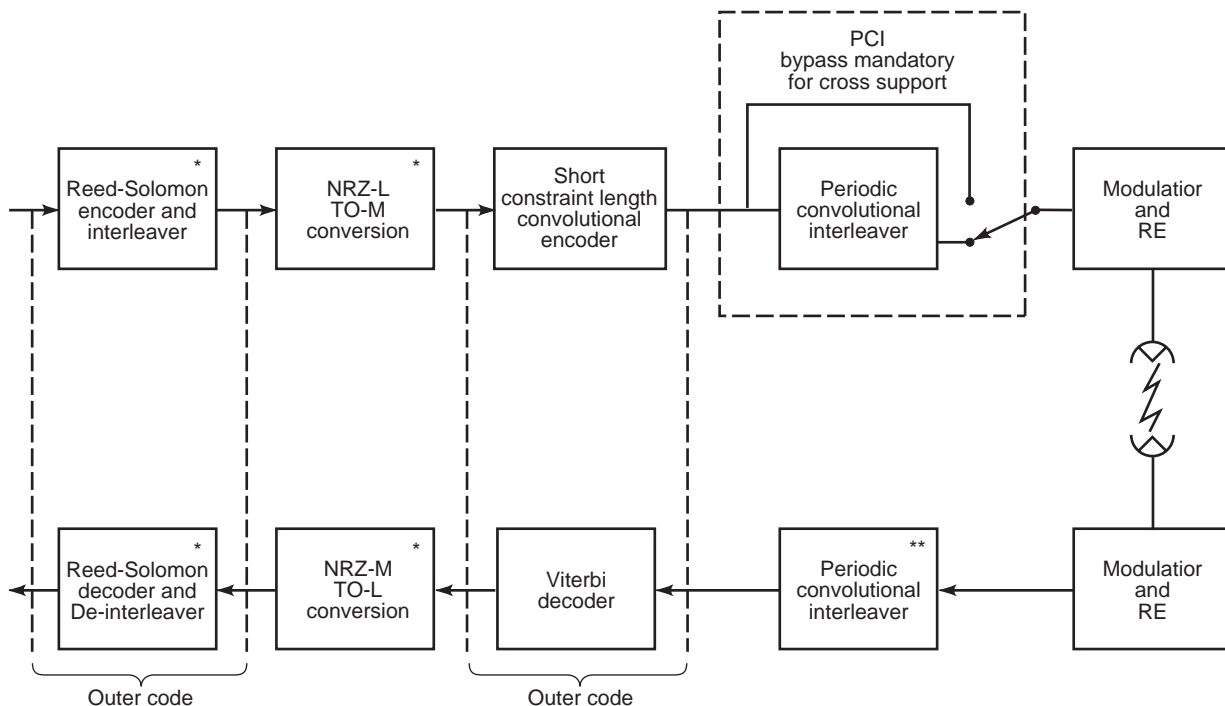 PCI
bypass mandatory
for cross support
*
Reed-Solomon
encoder and
interleaver
*
NRZ-L
TO-M
conversion
Short
constraint length
convolutional
encoder
Periodic
convolutional
interleaver
Modulatior
and
RE
*
Reed-Solomon
decoder and
De-interleaver
*
NRZ-M
TO-L
conversion
Viterbi
decoder
**
Periodic
convolutional
interleaver
Modulatior
and
RE
Outer code
Outer code